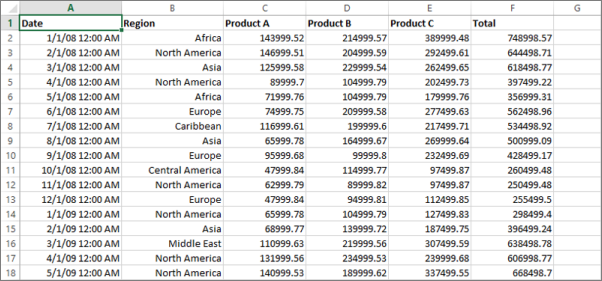 A B C D E F G
1 Date Region Product A Product B Product C Total
2 1/1/08 12:00 AM Africa 143999.52 214999.57 389999.48 748998.57
3 2/1/08 12:00 AM North America 146999.51 204999.59 292499.61 644498.71
4 3/1/08 12:00 AM Asia 125999.58 229999.54 262499.65 618498.77
5 4/1/08 12:00 AM North America 89999.7 104999.79 202499.73 397499.22
6 5/1/08 12:00 AM Africa 71999.76 104999.79 179999.76 356999.31
7 6/1/08 12:00 AM Europe 74999.75 209999.58 277499.63 562498.96
8 7/1/08 12:00 AM Caribbean 116999.61 199999.6 217499.71 534498.92
9 8/1/08 12:00 AM Asia 65999.78 164999.67 269999.64 500999.09
10 9/1/08 12:00 AM Europe 95999.68 99999.8 232499.69 428499.17
11 10/1/08 12:00 AM Central America 47999.84 114999.77 97499.87 260499.48
12 11/1/08 12:00 AM North America 62999.79 89999.82 97499.87 250499.48
13 12/1/08 12:00 AM Europe 47999.84 94999.81 112499.85 255499.5
14 1/1/09 12:00 AM North America 65999.78 104999.79 127499.83 298499.4
15 2/1/09 12:00 AM Asia 68999.77 139999.72 187499.75 396499.24
16 3/1/09 12:00 AM Middle East 110999.63 219999.56 307499.59 638498.78
17 4/1/09 12:00 AM North America 131999.56 234999.53 239999.68 606998.77
18 5/1/09 12:00 AM North America 140999.53 189999.62 337499.55 668498.7